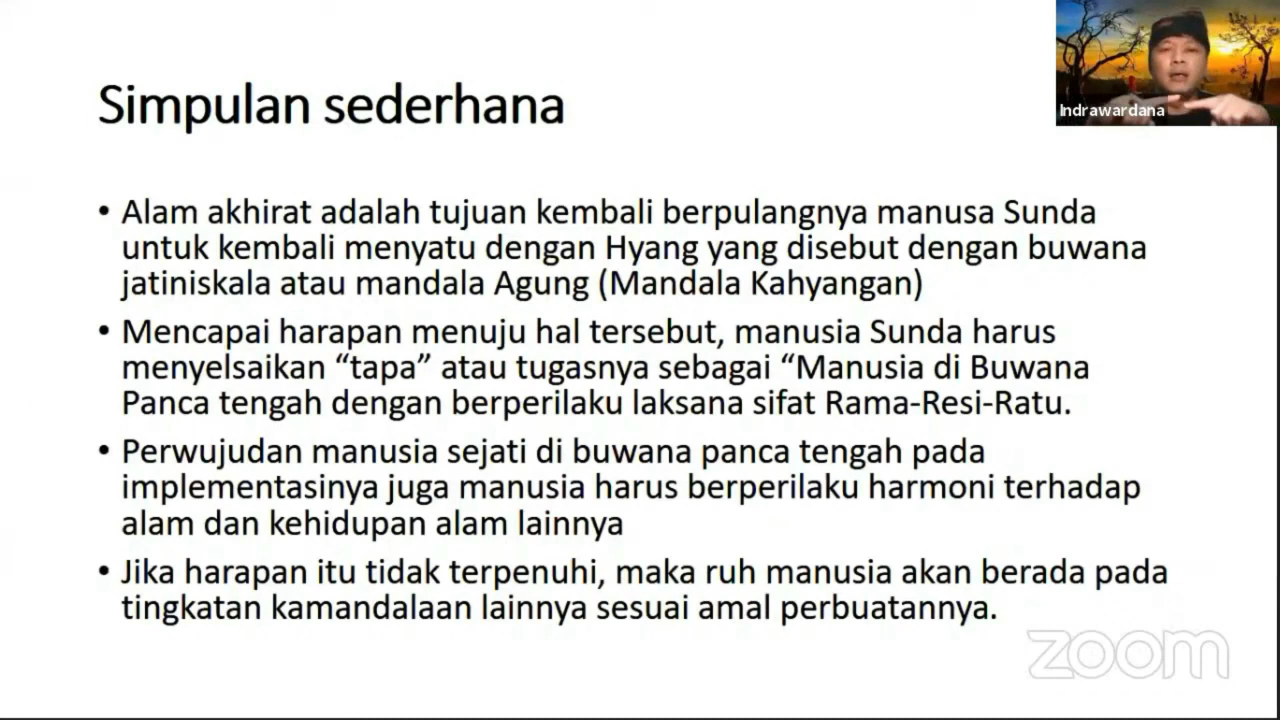 Simpulan sederhana
Indrawardana
• Alam akhirat adalah tujuan kembali berpulangnya manusa Sunda
untuk kembali menyatu dengan Hyang yang disebut dengan buwana
jatiniskala atau mandala Agung (Mandala Kahyangan)
• Mencapai harapan menuju hal tersebut, manusia Sunda harus
menyelsaikan “tapa” atau tugasnya sebagai “Manusia di Buwana
Panca tengah dengan berperilaku laksana sifat Rama-Resi-Ratu.
• Perwujudan manusia sejati di buwana panca tengah pada
implementasinya juga manusia harus berperilaku harmoni terhadap
alam dan kehidupan alam lainnya
• Jika harapan itu tidak terpenuhi, maka ruh manusia akan berada pada
tingkatan kamandalaan lainnya sesuai amal perbuatannya.
zoom